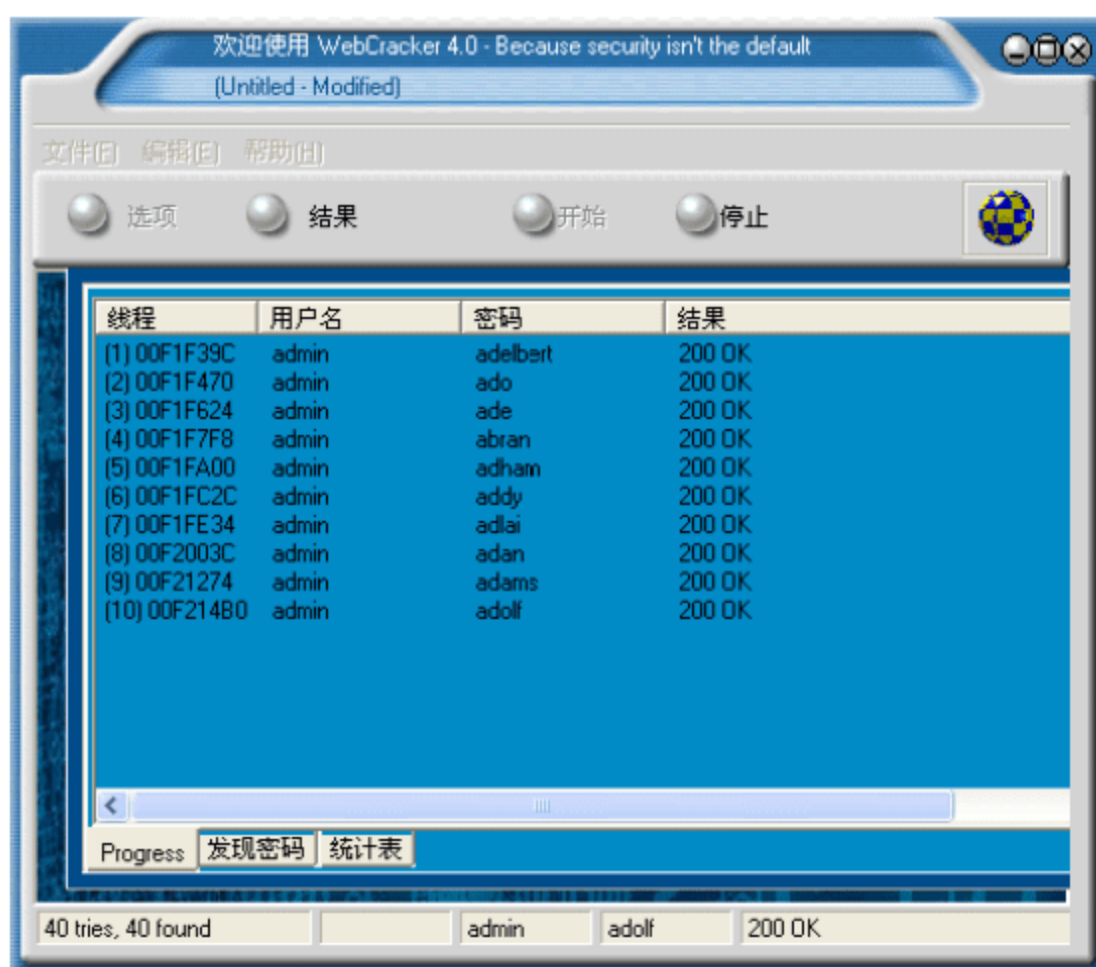 欢迎使用 WebCracker 4.0 - Because security isn't the default
(Untitled - Modified)
文件(F) 编辑(E) 帮助(H)
选项 结果 开始 停止
线程 用户名 密码 结果
(1) 00F1F39C admin adelbert 200 OK
(2) 00F1F470 admin ado 200 OK
(3) 00F1F624 admin ade 200 OK
(4) 00F1F7F8 admin abran 200 OK
(5) 00F1FA00 admin adham 200 OK
(6) 00F1FC2C admin addy 200 OK
(7) 00F1FE34 admin adlai 200 OK
(8) 00F2003C admin adan 200 OK
(9) 00F21274 admin adams 200 OK
(10) 00F214B0 admin adolf 200 OK
Progress 发现密码 统计表
40 tries, 40 found admin adolf 200 OK